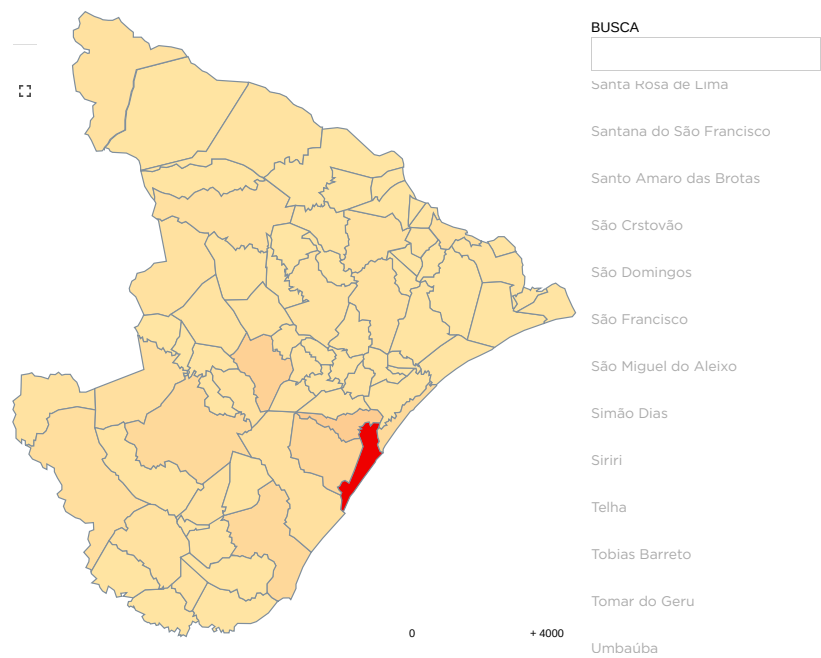 BUSCA
Santa Rosa de Lima
Santana do São Francisco
Santo Amaro das Brotas
São Crstovão
São Domingos
São Francisco
São Miguel do Aleixo
Simão Dias
Siriri
Telha
Tobias Barreto
Tomar do Geru
Umbaúba
0 + 4000